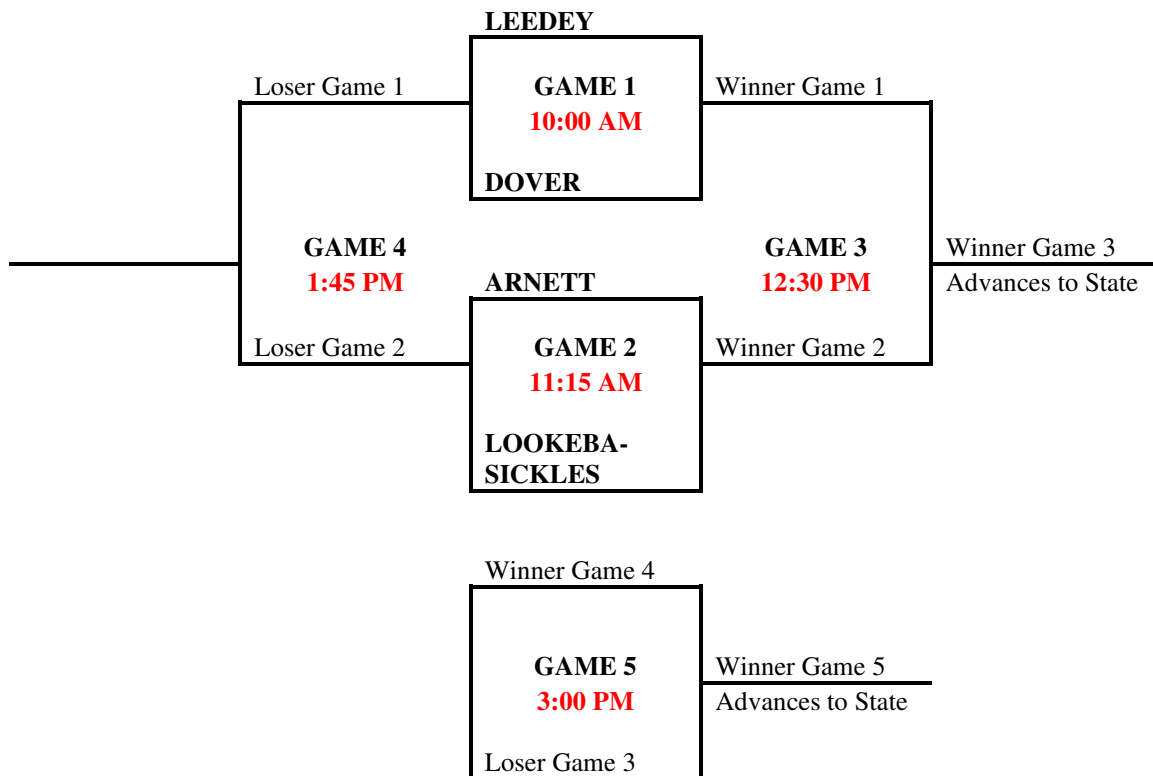 LEEDEY
Loser Game 1
GAME 1
Winner Game 1
10:00 AM
DOVER
GAME 4
GAME 3
Winner Game 3
1:45 PM
ARNETT
12:30 PM
Advances to State
Loser Game 2
GAME 2
Winner Game 2
11:15 AM
LOOKEBA-
SICKLES
Winner Game 4
GAME 5
Winner Game 5
3:00 PM
Advances to State
Loser Game 3